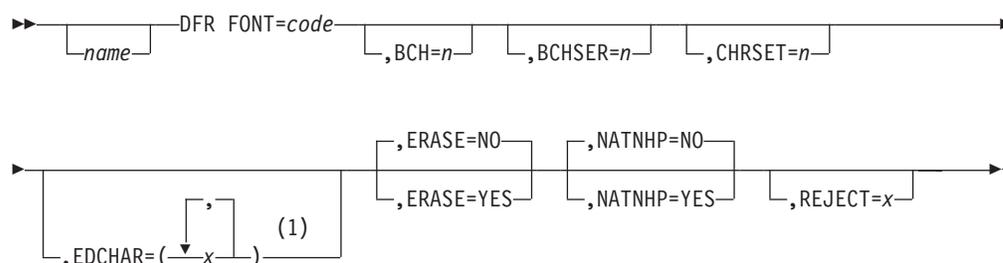 DFR FONT=code
name
,BCH=n
,BCHSER=n
,CHRSET=n
,ERASE=NO
,NATNHP=NO
,ERASE=YES
,NATNHP=YES
,REJECT=x
,
(1)
,EDCHAR=( x )